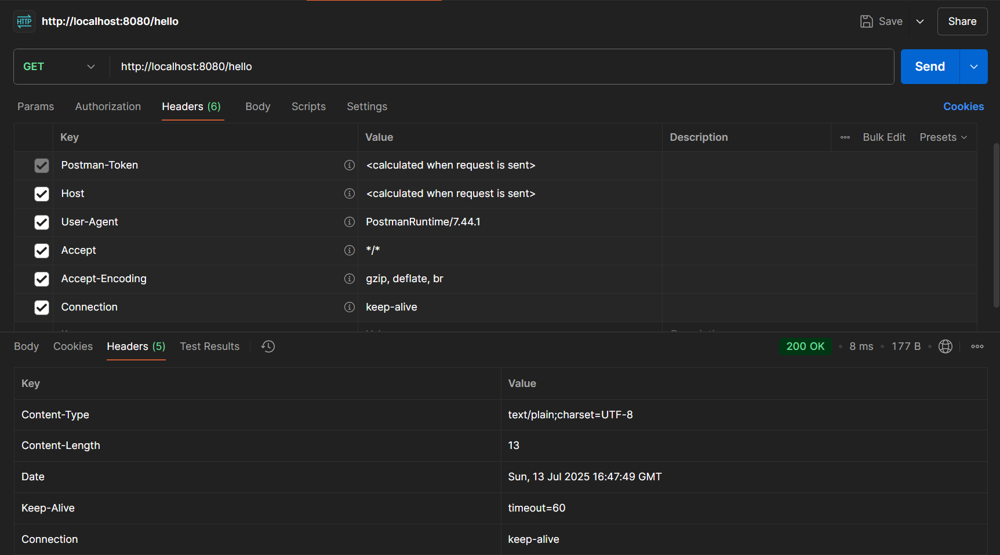 HTTP http://localhost:8080/hello Save Share
GET http://localhost:8080/hello Send
Params Authorization Headers (6) Body Scripts Settings Cookies
Key Value Description Bulk Edit Presets
Postman-Token <calculated when request is sent>
Host <calculated when request is sent>
User-Agent PostmanRuntime/7.44.1
Accept */*
Accept-Encoding gzip, deflate, br
Connection keep-alive
Body Cookies Headers (5) Test Results 200 OK • 8 ms • 177 B •
Key Value
Content-Type text/plain;charset=UTF-8
Content-Length 13
Date Sun, 13 Jul 2025 16:47:49 GMT
Keep-Alive timeout=60
Connection keep-alive